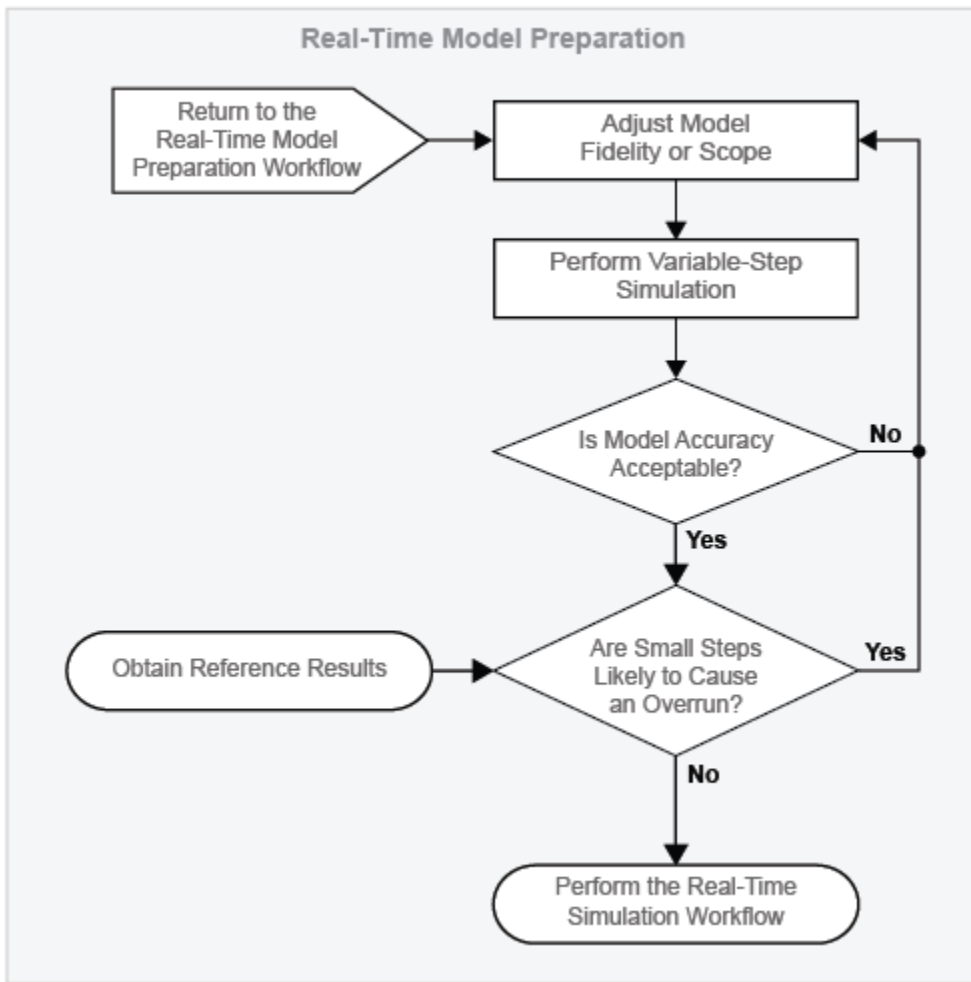 Real-Time Model Preparation
Return to the
Real-Time Model
Preparation Workflow
Adjust Model
Fidelity or Scope
Perform Variable-Step
Simulation
Is Model Accuracy
Acceptable?
No
Yes
Obtain Reference Results
Are Small Steps
Likely to Cause
an Overrun?
Yes
No
Perform the Real-Time
Simulation Workflow